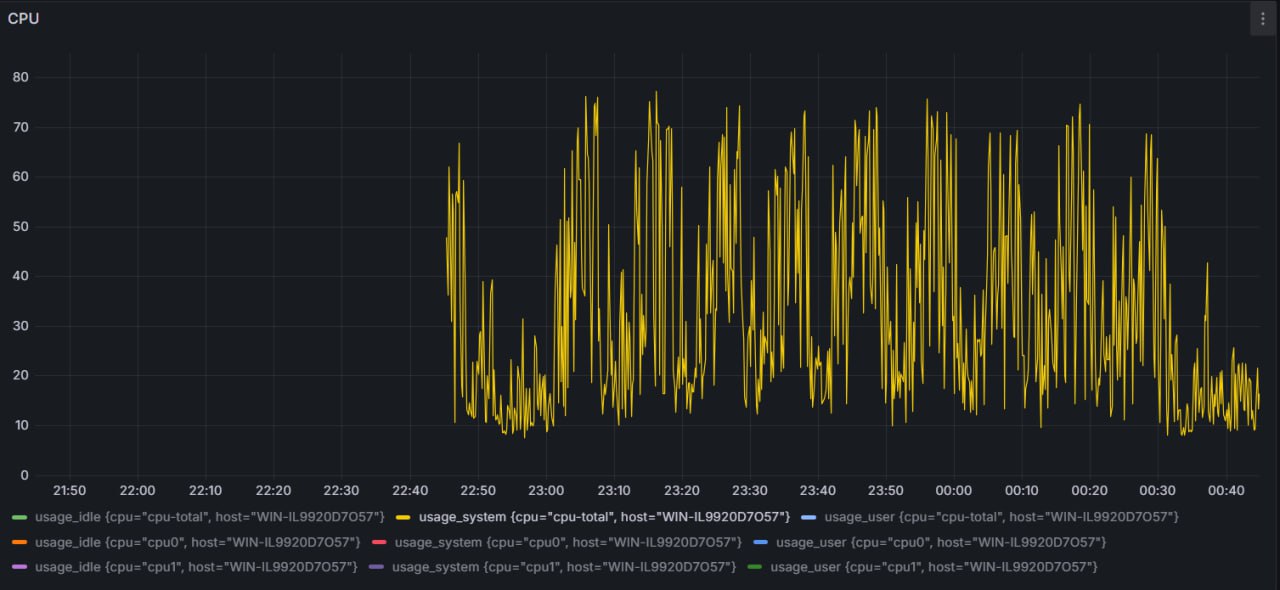 CPU
80
70
60
50
40
30
20
10
0
21:50 22:00 22:10 22:20 22:30 22:40 22:50 23:00 23:10 23:20 23:30 23:40 23:50 00:00 00:10 00:20 00:30 00:40
usage_idle {cpu="cpu-total", host="WIN-IL9920D7O57"} usage_system {cpu="cpu-total", host="WIN-IL9920D7O57"} usage_user {cpu="cpu-total", host="WIN-IL9920D7O57"}
usage_idle {cpu="cpu0", host="WIN-IL9920D7O57"} usage_system {cpu="cpu0", host="WIN-IL9920D7O57"} usage_user {cpu="cpu0", host="WIN-IL9920D7O57"}
usage_idle {cpu="cpu1", host="WIN-IL9920D7O57"} usage_system {cpu="cpu1", host="WIN-IL9920D7O57"} usage_user {cpu="cpu1", host="WIN-IL9920D7O57"}